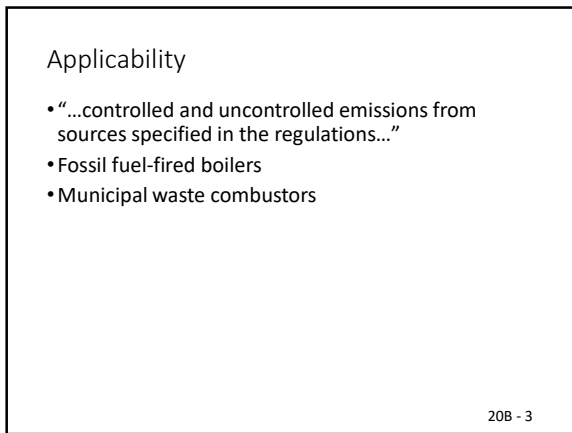 Applicability
• “…controlled and uncontrolled emissions from
sources specified in the regulations…”
• Fossil fuel-fired boilers
• Municipal waste combustors
20B - 3